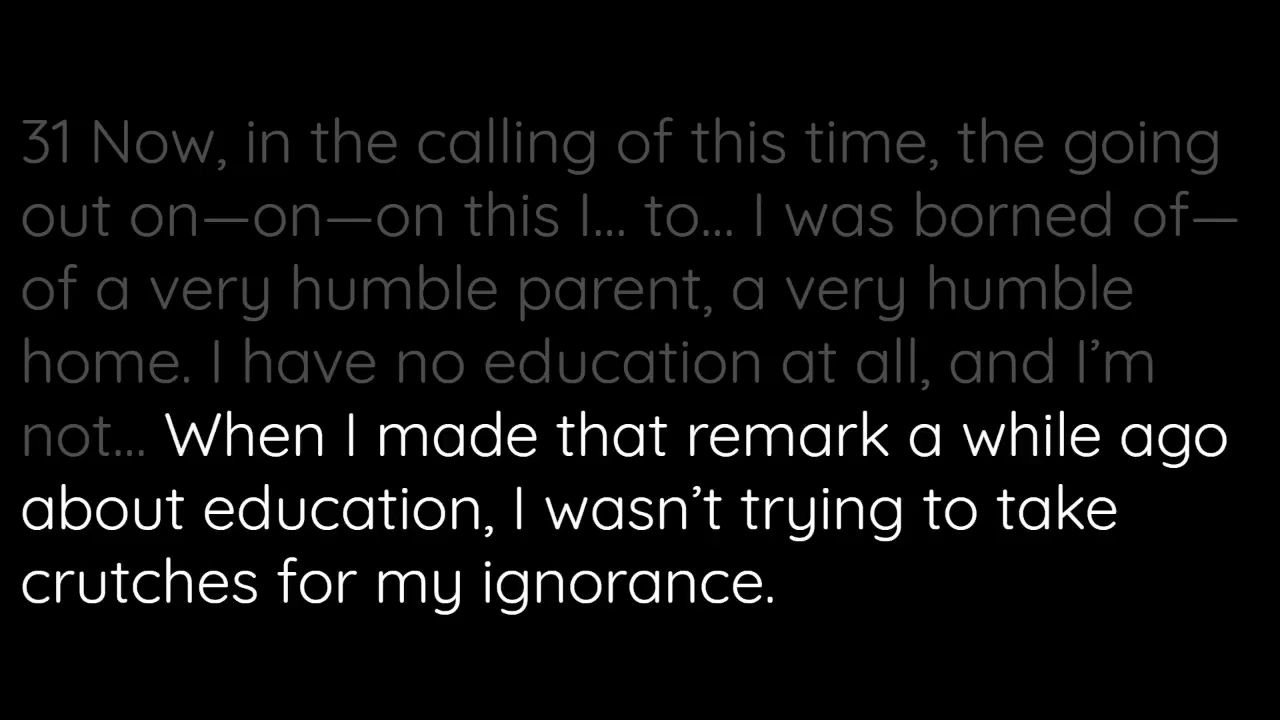 31 Now, in the calling of this time, the going
out on—on—on this I... to... I was borned of—
of a very humble parent, a very humble
home. I have no education at all, and I’m
not... When I made that remark a while ago
about education, I wasn’t trying to take
crutches for my ignorance.